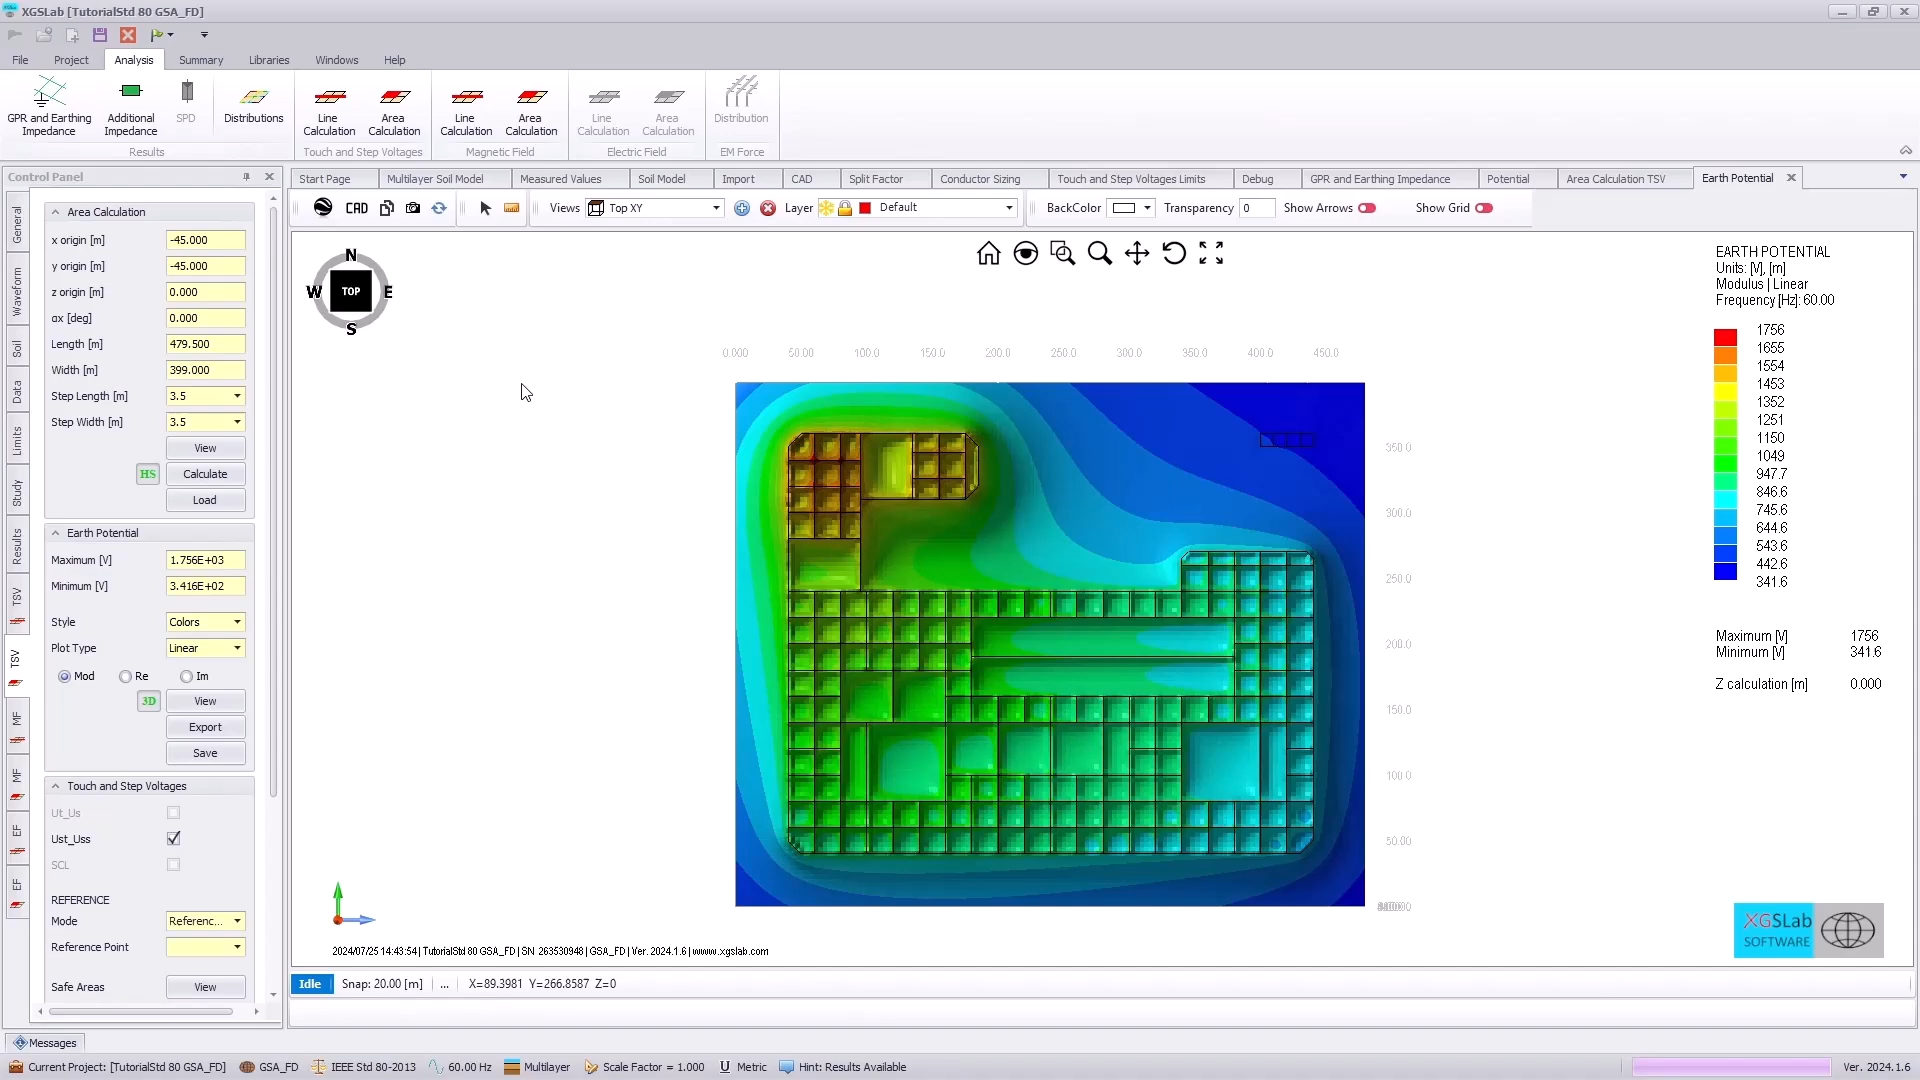 XGSLab [TutorialStd 80 GSA_FD]
File Project Analysis Summary Libraries Windows Help
GPR and Earthing Impedance
Additional Impedance
SPD
Distributions
Line Calculation
Area Calculation
Line Calculation
Area Calculation
Line Calculation
Area Calculation
Distribution
Results Touch and Step Voltages Magnetic Field Electric Field EM Force
Control Panel
Start Page Multilayer Soil Model Measured Values Soil Model Import CAD Split Factor Conductor Sizing Touch and Step Voltages Limits Debug GPR and Earthing Impedance Potential Area Calculation TSV Earth Potential
CAD Views Top XY Layer Default BackColor Transparency 0 Show Arrows Show Grid
General
Waveform
Soil
Data
Limits
Study
Results
TSV
TSV
MF
MF
EF
EF
Area Calculation
x origin [m] -45.000
y origin [m] -45.000
z origin [m] 0.000
αx [deg] 0.000
Length [m] 479.500
Width [m] 399.000
Step Length [m] 3.5
Step Width [m] 3.5
View
HS Calculate
Load
Earth Potential
Maximum [V] 1.756E+03
Minimum [V] 3.416E+02
Style Colors
Plot Type Linear
Mod Re Im
3D View
Export
Save
Touch and Step Voltages
Ut_Us
Ust_Uss
SCL
REFERENCE
Mode Referenc...
Reference Point
Safe Areas View
N
W TOP E
S
0.000 50.00 100.0 150.0 200.0 250.0 300.0 350.0 400.0 450.0
350.0
300.0
250.0
200.0
150.0
100.0
50.00
EARTH POTENTIAL
Units: [V], [m]
Modulus | Linear
Frequency [Hz]: 60.00
1756
1655
1554
1453
1352
1251
1150
1049
947.7
846.6
745.6
644.6
543.6
442.6
341.6
Maximum [V] 1756
Minimum [V] 341.6
Z calculation [m] 0.000
XGSLab
SOFTWARE
2024/07/25 14:43:54 | TutorialStd 80 GSA_FD | SN 263530948 | GSA_FD | Ver. 2024.1.6 | www.xgslab.com
Idle Snap: 20.00 [m] ... X=89.3981 Y=266.8587 Z=0
Messages
Current Project: [TutorialStd 80 GSA_FD] GSA_FD IEEE Std 80-2013 60.00 Hz Multilayer Scale Factor = 1.000 U Metric Hint: Results Available Ver. 2024.1.6